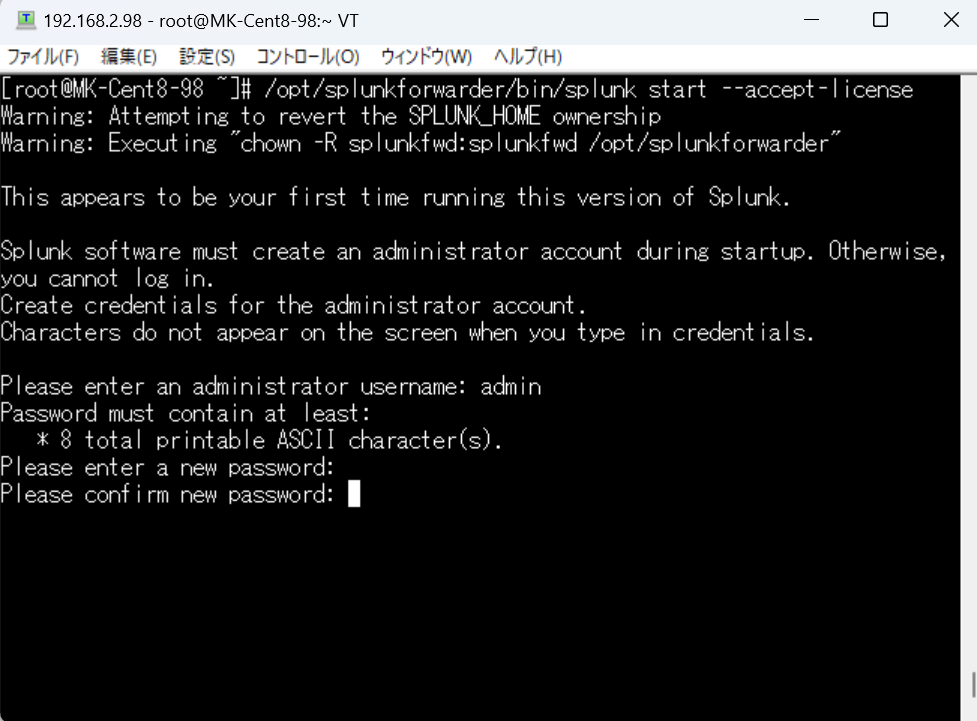 192.168.2.98 - root@MK-Cent8-98:~ VT
ファイル(F) 編集(E) 設定(S) コントロール(O) ウィンドウ(W) ヘルプ(H)
[root@MK-Cent8-98 ~]# /opt/splunkforwarder/bin/splunk start --accept-license
Warning: Attempting to revert the SPLUNK_HOME ownership
Warning: Executing "chown -R splunkfwd:splunkfwd /opt/splunkforwarder"
This appears to be your first time running this version of Splunk.
Splunk software must create an administrator account during startup. Otherwise,
you cannot log in.
Create credentials for the administrator account.
Characters do not appear on the screen when you type in credentials.
Please enter an administrator username: admin
Password must contain at least:
   * 8 total printable ASCII character(s).
Please enter a new password:
Please confirm new password: